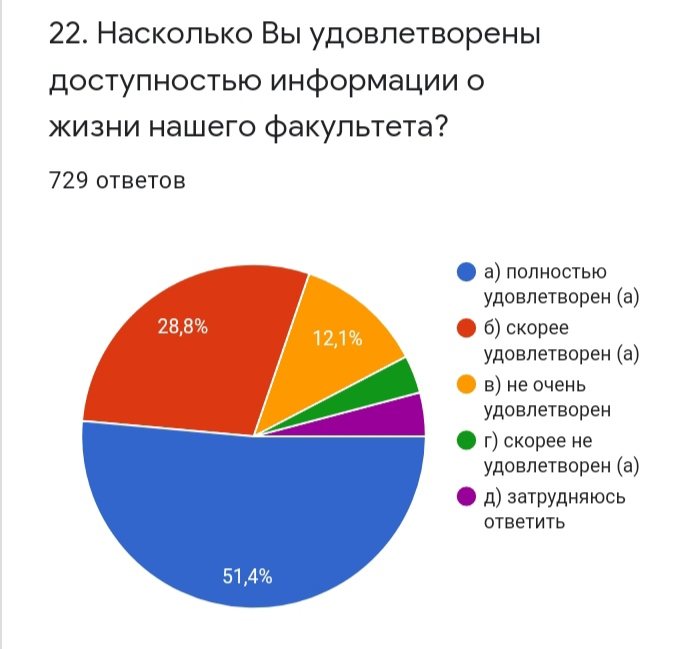 22. Насколько Вы удовлетворены
доступностью информации о
жизни нашего факультета?
729 ответов
28,8%
12,1%
51,4%
а) полностью
удовлетворен (а)
б) скорее
удовлетворен (а)
в) не очень
удовлетворен
г) скорее не
удовлетворен (а)
д) затрудняюсь
ответить